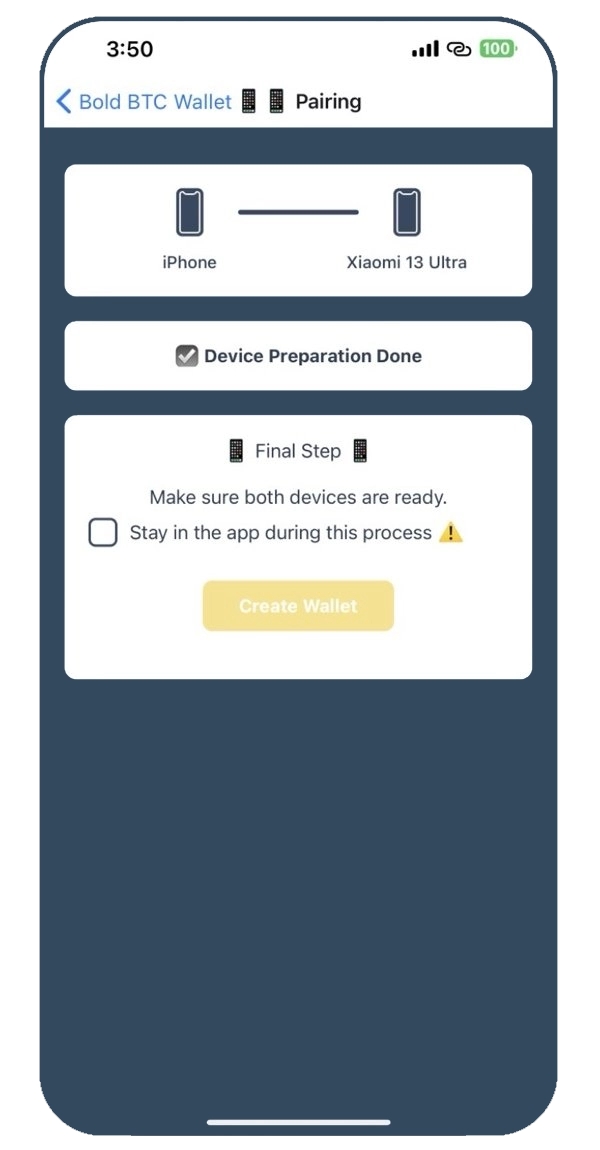 3:50
100
Bold BTC Wallet 📱 📱 Pairing
iPhone
Xiaomi 13 Ultra
☑️ Device Preparation Done
📱 Final Step 📱
Make sure both devices are ready.
Stay in the app during this process ⚠️
Create Wallet